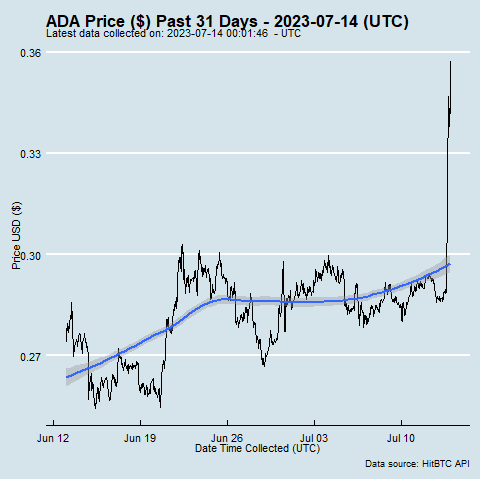 ADA Price ($) Past 31 Days - 2023-07-14 (UTC)
Latest data collected on: 2023-07-14 00:01:46  - UTC
0.36
0.33
0.30
0.27
Price USD ($)
Jun 12
Jun 19
Jun 26
Jul 03
Jul 10
Date Time Collected (UTC)
Data source: HitBTC API